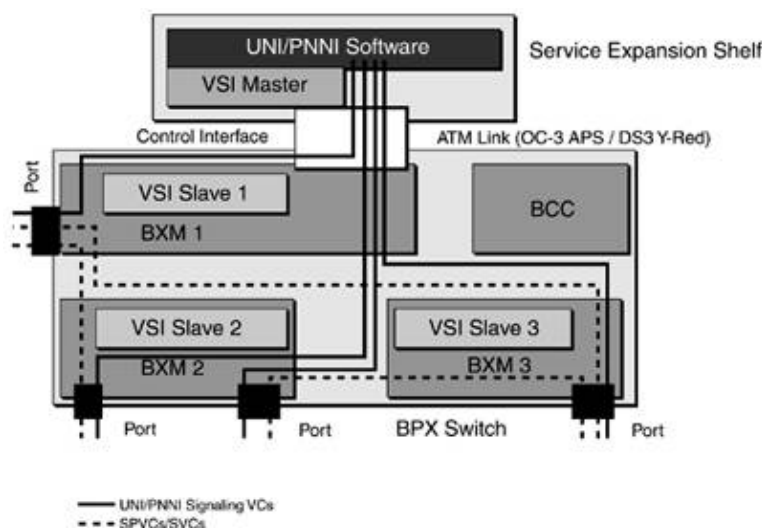 UNI/PNNI Software
Service Expansion Shelf
VSI Master
Control Interface
ATM Link (OC-3 APS / DS3 Y-Red)
Port
VSI Slave 1
BXM 1
BCC
VSI Slave 2
BXM 2
VSI Slave 3
BXM 3
Port
Port
BPX Switch
Port
UNI/PNNI Signaling VCs
SPVCs/SVCs